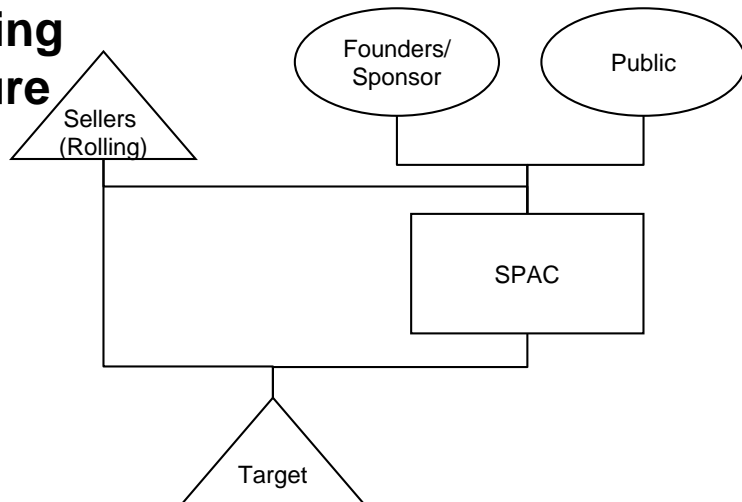 ing
ure
Founders/
Sponsor
Public
Sellers
(Rolling)
SPAC
Target